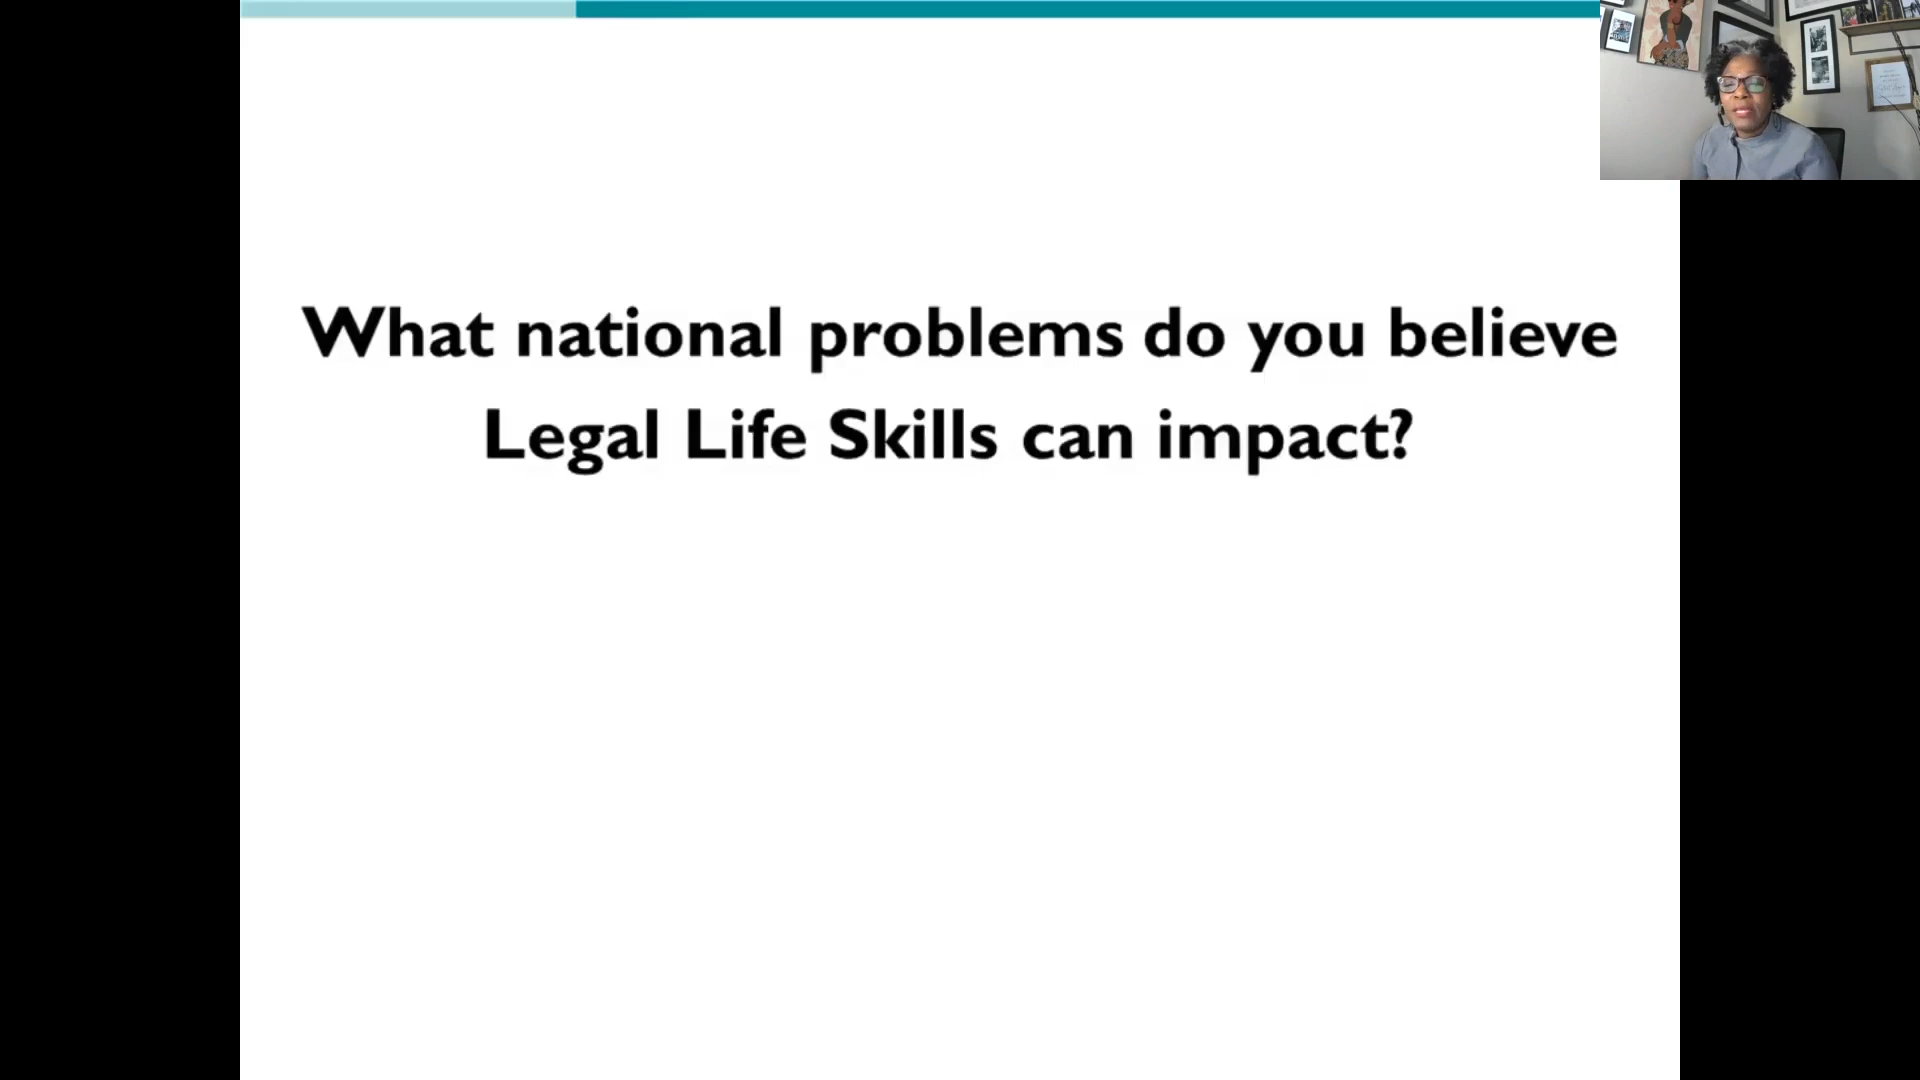 What national problems do you believe
Legal Life Skills can impact?